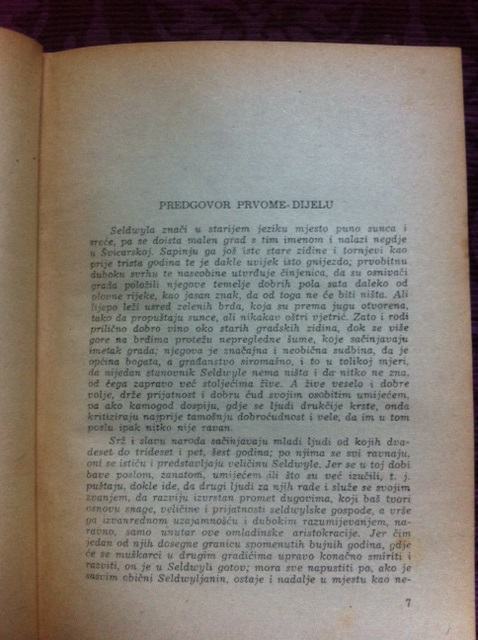 PREDGOVOR PRVOME DIJELU
Seldwyla znači u starijem jeziku mjesto puno sunca i
sreće, pa se doista malen grad s tim imenom i nalazi negdje
u Švicarskoj. Sapinju ga još iste stare zidine i tornjevi kao
prije trista godina te je dakle uvijek isto gnijezdo; prvobitnu
duboku svrhu te naseobine utvrđuje činjenica, da su osnivači
grada položili njegove temelje dobrih pola sata daleko od
plovne rijeke, kao jasan znak, da od toga ne će biti ništa. Ali
lijepo leži usred zelenih brda, koja su prema jugu otvorena,
tako da propuštaju sunce, ali nikakav oštri vjetrić. Zato i rodi
prilično dobro vino oko starih gradskih zidina, dok se više
gore na brdima protežu nepregledne šume, koje sačinjavaju
imetak grada; njegova je značajna i neobična sudbina, da je
općina bogata, a građanstvo siromašno, i to u tolikoj mjeri,
da nijedan stanovnik Seldwyle nema ništa i da nitko ne zna,
od čega zapravo već stoljećima žive. A žive veselo i dobre
volje, drže prijatnost i dobru ćud svojim osobitim umijećem,
pa ako kamogod dospiju, gdje se ljudi drukčije krste, onda
kritiziraju najprije tamošnju dobroćudnost i vele, da im u tom
poslu ipak nitko nije ravan.
Srž i slavu naroda sačinjavaju mladi ljudi od kojih dva-
deset do trideset i pet, šest godina; po njima se svi ravnaju,
oni se ističu i predstavljaju veličinu Seldwyle. Jer se u toj dobi
bave poslom, zanatom, umijećem ili što su već izučili, t. j.
puštaju, dokle ide, da drugi ljudi za njih rade i služe se svojim
zvanjem, da razviju izvrstan promet dugovima, koji baš tvori
osnovu snage, veličine i prijatnosti seldwylske gospode, a vrše
ga izvanrednom uzajamnošću i dubokim razumijevanjem, na-
ravno, samo unutar ove omladinske aristokracije. Jer čim
jedan od njih dosegne granicu spomenutih bujnih godina, gdje
će se muškarci u drugim gradićima upravo konačno smiriti i
razviti, on je u Seldwyli gotov; mora sve napustiti pa, ako je
sasvim obični Seldwyljanin, ostaje i nadalje u mjestu kao ne-
7